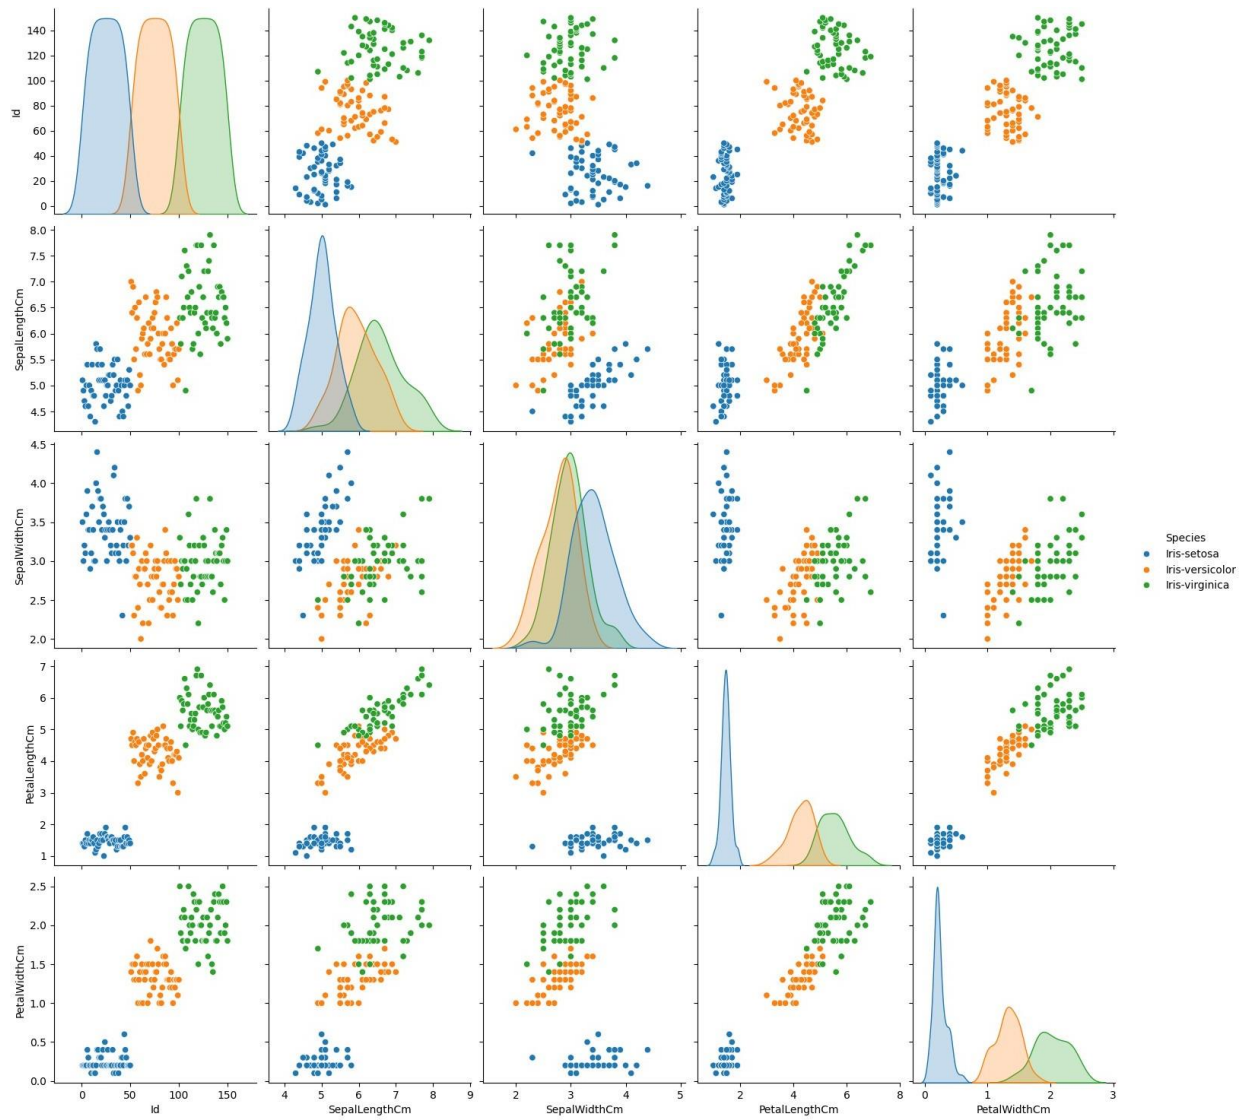 140
120
100
80
60
40
20
0
Id
8.0
7.5
7.0
6.5
6.0
5.5
5.0
4.5
SepalLengthCm
4.5
4.0
3.5
3.0
2.5
2.0
SepalWidthCm
Species
Iris-setosa
Iris-versicolor
Iris-virginica
7
6
5
4
3
2
1
PetalLengthCm
2.5
2.0
1.5
1.0
0.5
0.0
PetalWidthCm
0 50 100 150
Id
4 5 6 7 8 9
SepalLengthCm
2 3 4 5
SepalWidthCm
2 4 6 8
PetalLengthCm
0 1 2 3
PetalWidthCm